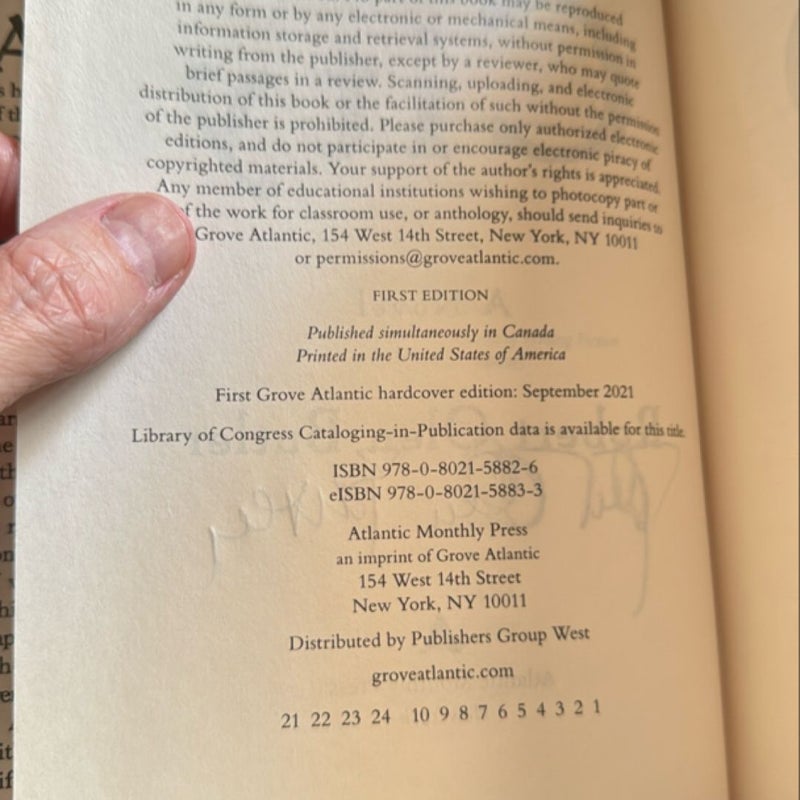 of this book may be reproduced
in any form or by any electronic or mechanical means, including
information storage and retrieval systems, without permission in
writing from the publisher, except by a reviewer, who may quote
brief passages in a review. Scanning, uploading, and electronic
distribution of this book or the facilitation of such without the permission
of the publisher is prohibited. Please purchase only authorized electronic
editions, and do not participate in or encourage electronic piracy of
copyrighted materials. Your support of the author's rights is appreciated.
Any member of educational institutions wishing to photocopy part or
of the work for classroom use, or anthology, should send inquiries to
Grove Atlantic, 154 West 14th Street, New York, NY 10011
or permissions@groveatlantic.com.
FIRST EDITION
Published simultaneously in Canada
Printed in the United States of America
First Grove Atlantic hardcover edition: September 2021
Library of Congress Cataloging-in-Publication data is available for this title.
ISBN 978-0-8021-5882-6
eISBN 978-0-8021-5883-3
Atlantic Monthly Press
an imprint of Grove Atlantic
154 West 14th Street
New York, NY 10011
Distributed by Publishers Group West
groveatlantic.com
21 22 23 24 10 9 8 7 6 5 4 3 2 1